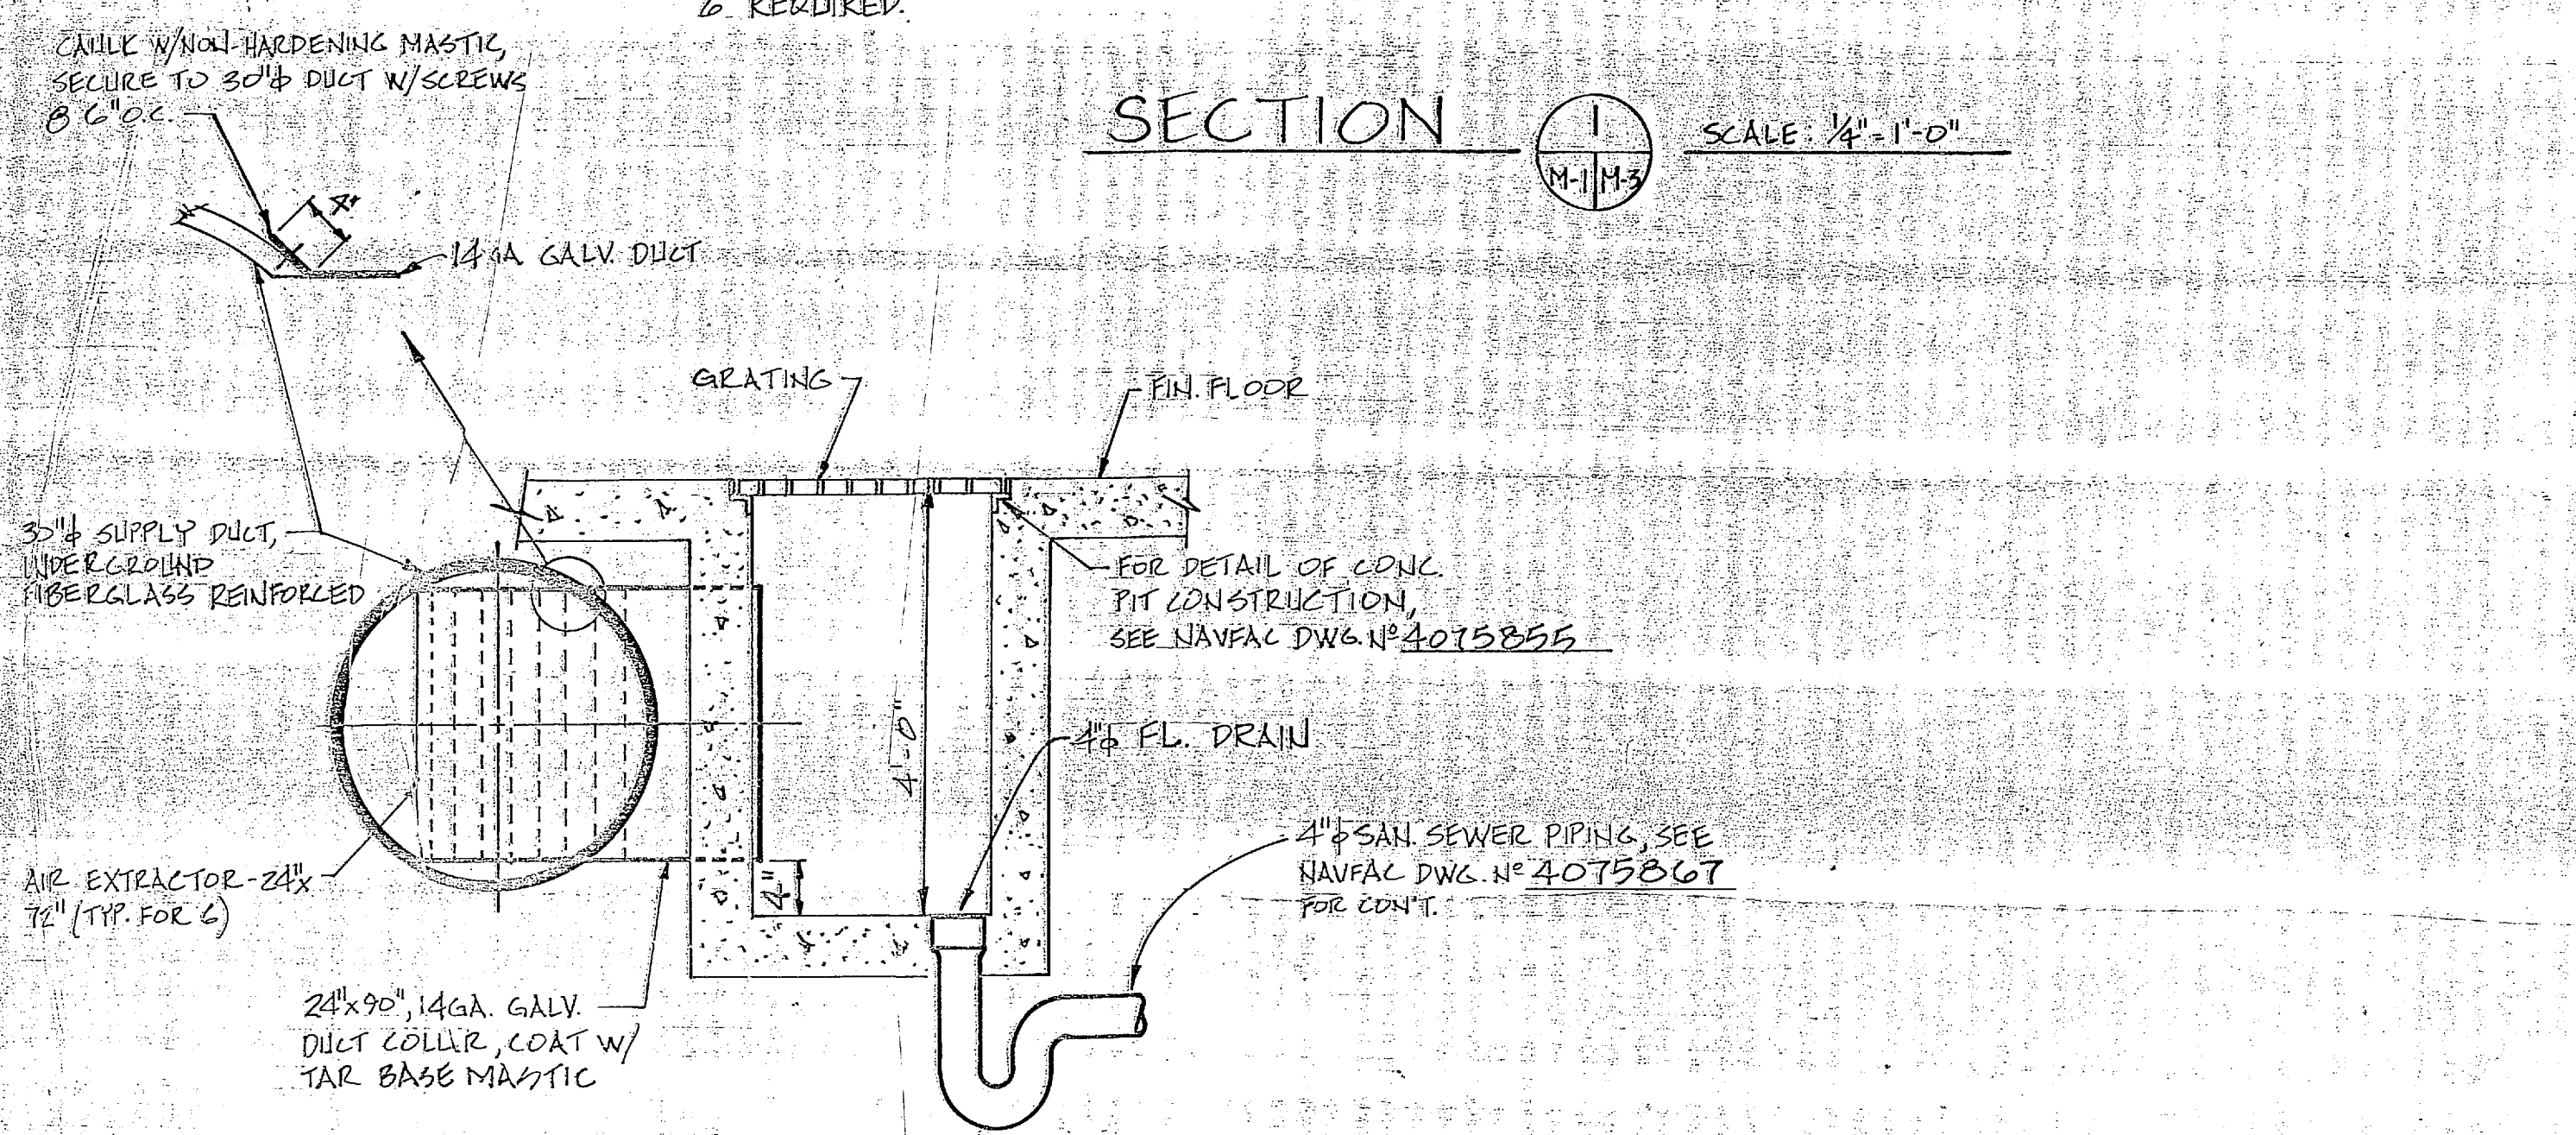 6 REQUIRED.
CAULK W/NON-HARDENING MASTIC,
SECURE TO 30"ϕ DUCT W/SCREWS
@ 6" O.C.
4"
14 GA GALV. DUCT
SECTION
1
M-1 M-3
SCALE: 1/4"=1'-0"
GRATING
FIN. FLOOR
30"ϕ SUPPLY DUCT,
UNDERGROUND
FIBERGLASS REINFORCED
FOR DETAIL OF CONC.
PIT CONSTRUCTION,
SEE NAVFAC DWG. Nº 4075855
4'-0"
4"ϕ FL. DRAIN
4"ϕ SAN. SEWER PIPING, SEE
NAVFAC DWG. Nº 4075867
FOR CON'T.
AIR EXTRACTOR-24"x
72" (TYP. FOR 6)
4"
24"x90", 14GA. GALV.
DUCT COLLAR, COAT W/
TAR BASE MASTIC